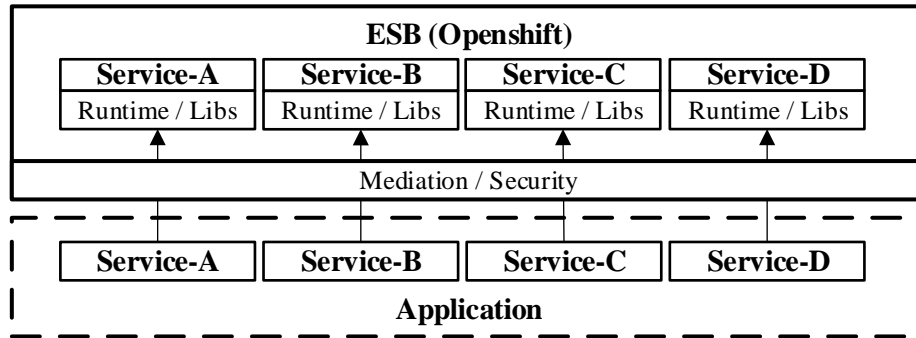 ESB (Openshift)
Service-A Service-B Service-C Service-D
Runtime / Libs Runtime / Libs Runtime / Libs Runtime / Libs
Mediation / Security
Service-A Service-B Service-C Service-D
Application